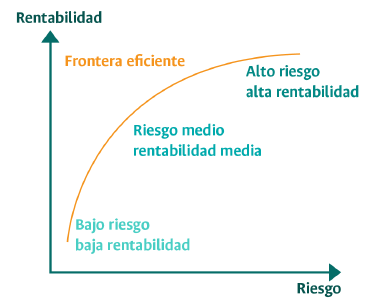 Rentabilidad
Frontera eficiente
Alto riesgo
alta rentabilidad
Riesgo medio
rentabilidad media
Bajo riesgo
baja rentabilidad
Riesgo